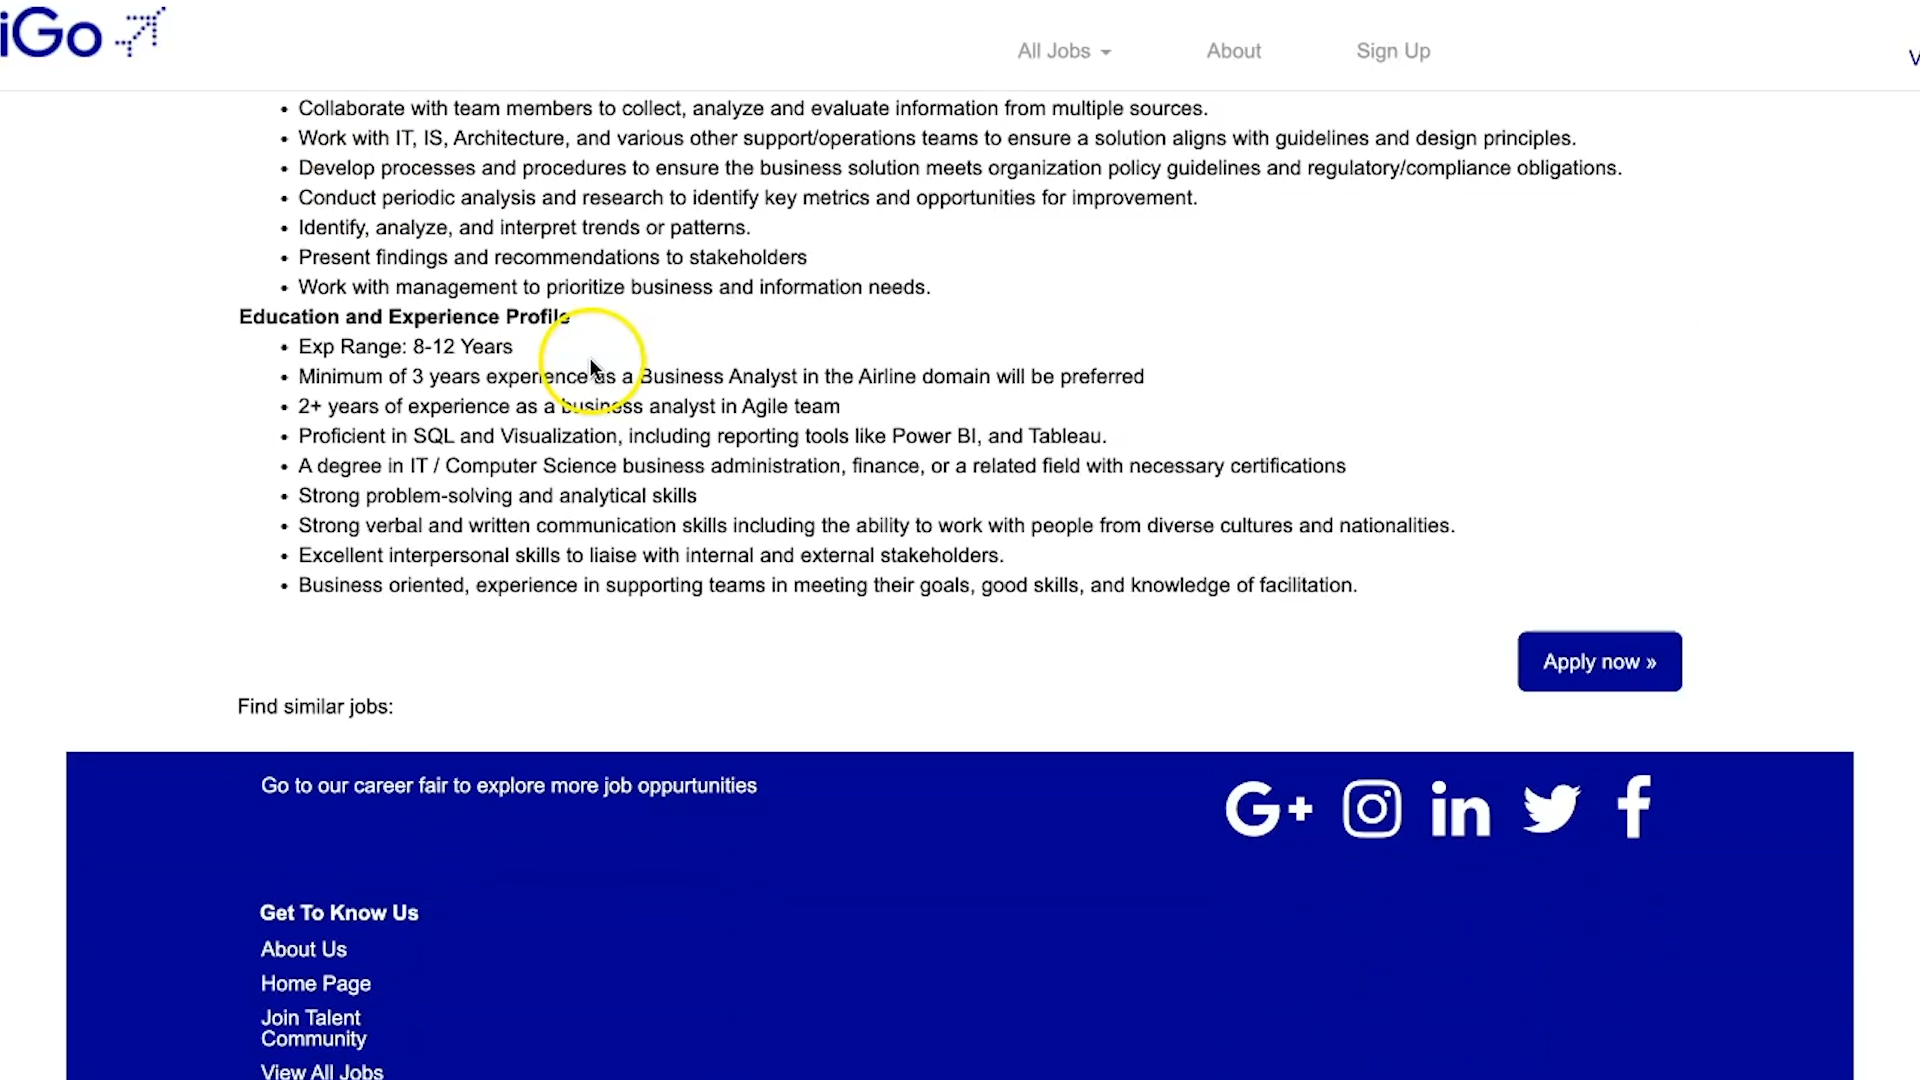 iGo
All Jobs
About
Sign Up
V
Collaborate with team members to collect, analyze and evaluate information from multiple sources.
Work with IT, IS, Architecture, and various other support/operations teams to ensure a solution aligns with guidelines and design principles.
Develop processes and procedures to ensure the business solution meets organization policy guidelines and regulatory/compliance obligations.
Conduct periodic analysis and research to identify key metrics and opportunities for improvement.
Identify, analyze, and interpret trends or patterns.
Present findings and recommendations to stakeholders
Work with management to prioritize business and information needs.
Education and Experience Profile
Exp Range: 8-12 Years
Minimum of 3 years experience as a Business Analyst in the Airline domain will be preferred
2+ years of experience as a business analyst in Agile team
Proficient in SQL and Visualization, including reporting tools like Power BI, and Tableau.
A degree in IT / Computer Science business administration, finance, or a related field with necessary certifications
Strong problem-solving and analytical skills
Strong verbal and written communication skills including the ability to work with people from diverse cultures and nationalities.
Excellent interpersonal skills to liaise with internal and external stakeholders.
Business oriented, experience in supporting teams in meeting their goals, good skills, and knowledge of facilitation.
Apply now »
Find similar jobs:
Go to our career fair to explore more job oppurtunities
G+ in f
Get To Know Us
About Us
Home Page
Join Talent
Community
View All Jobs